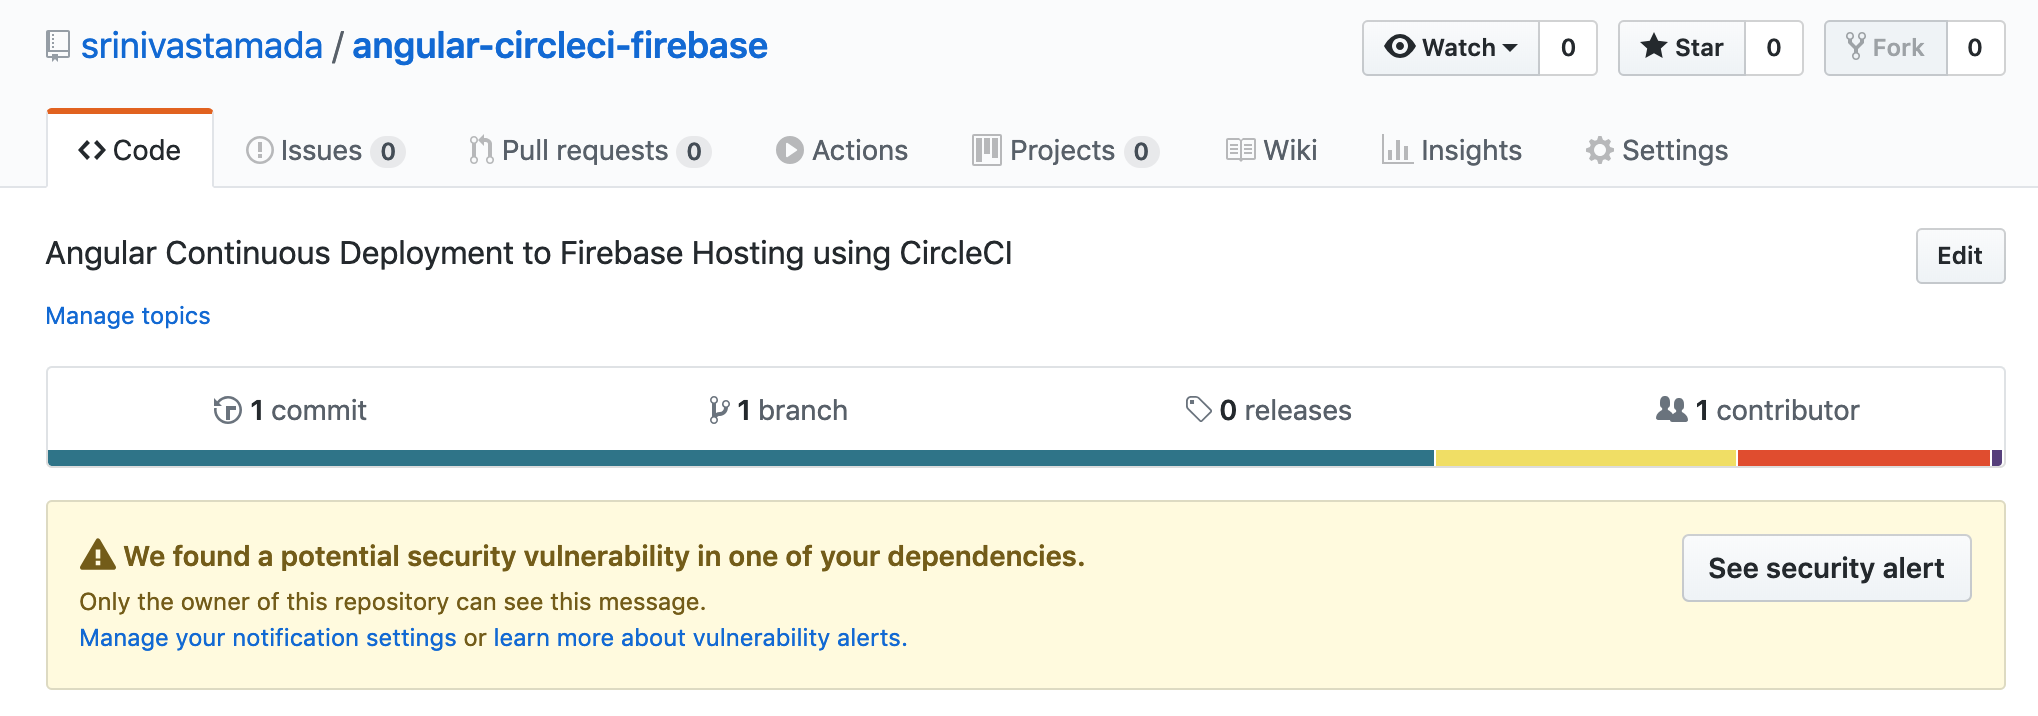 srinivastamada / angular-circleci-firebase
Watch 0 Star 0 Fork 0
Code Issues 0 Pull requests 0 Actions Projects 0 Wiki Insights Settings
Angular Continuous Deployment to Firebase Hosting using CircleCI
Edit
Manage topics
1 commit 1 branch 0 releases 1 contributor
We found a potential security vulnerability in one of your dependencies.
See security alert
Only the owner of this repository can see this message.
Manage your notification settings or learn more about vulnerability alerts.